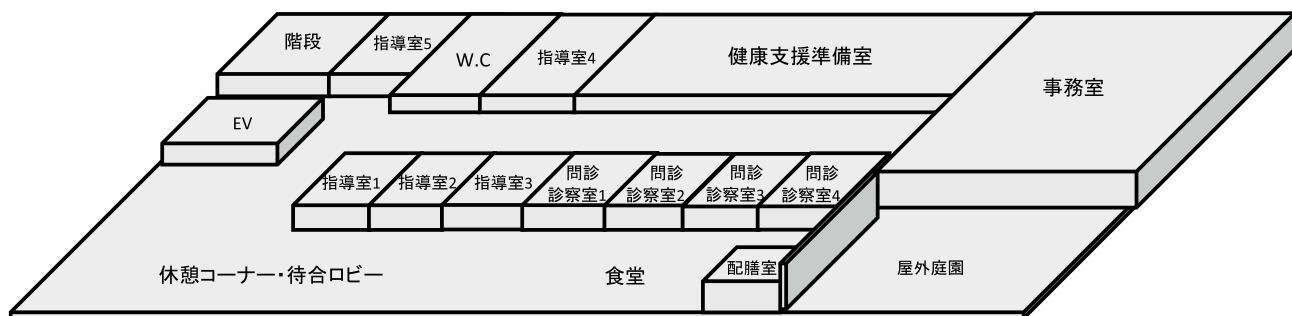 階段
指導室5
W.C
指導室4
健康支援準備室
事務室
EV
指導室1
指導室2
指導室3
問診
診察室1
問診
診察室2
問診
診察室3
問診
診察室4
休憩コーナー・待合ロビー
食堂
配膳室
屋外庭園